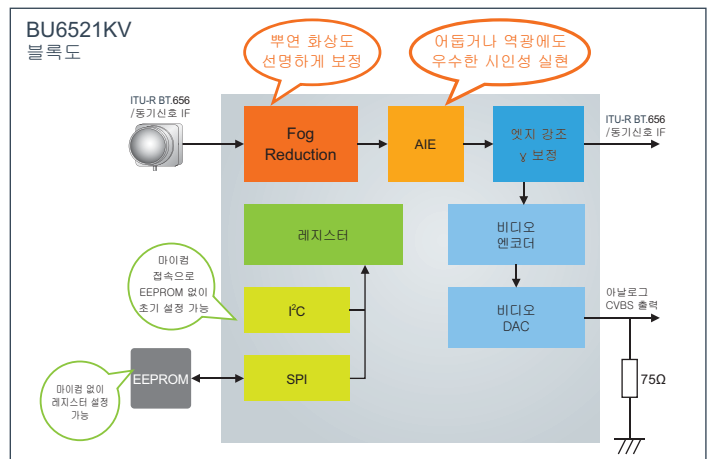 BU6521KV
블록도
뿌연 화상도
선명하게 보정
어둡거나 역광에도
우수한 시인성 실현
ITU-R BT.656
/동기신호 IF
Fog
Reduction
AIE
엣지 강조
γ 보정
ITU-R BT.656
/동기신호 IF
레지스터
비디오
엔코더
마이컴
접속으로
EEPROM 없이
초기 설정 가능
I²C
비디오
DAC
아날로그
CVBS 출력
마이컴 없이
레지스터 설정
가능
EEPROM
SPI
75Ω